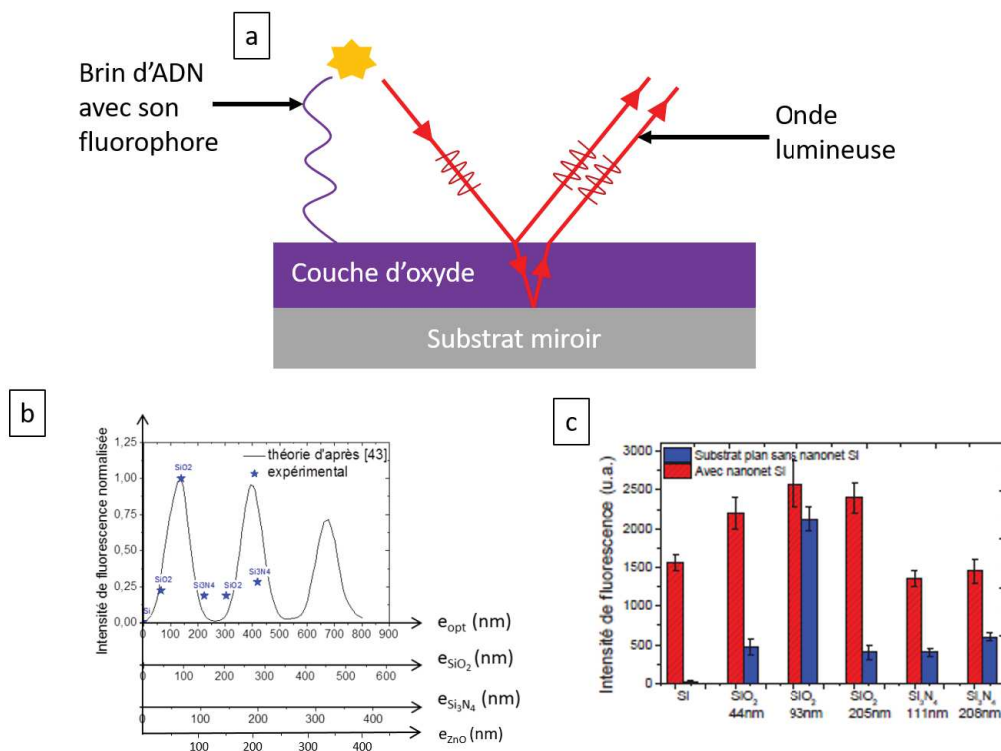 a
Brin d'ADN
avec son
fluorophore
Onde
lumineuse
Couche d'oxyde
Substrat miroir
b
Intensité de fluorescence normalisée
1,25
1,00
0,75
0,50
0,25
0,00
théorie d'après [43]
expérimental
SiO2
SiO2
Si3N4
SiO2
Si3N4
Si
0 100 200 300 400 500 600 700 800 900
e_opt (nm)
0 100 200 300 400 500 600
e_SiO₂ (nm)
0 100 200 300 400
e_Si₃N₄ (nm)
100 200 300 400
e_ZnO (nm)
c
Intensité de fluorescence (u.a.)
3000
2500
2000
1500
1000
500
0
Substrat plan sans nanonet SI
Avec nanonet SI
SI SIO₂ SIO₂ SIO₂ SI₃N₄ SI₃N₄
44nm 93nm 205nm 111nm 208nm